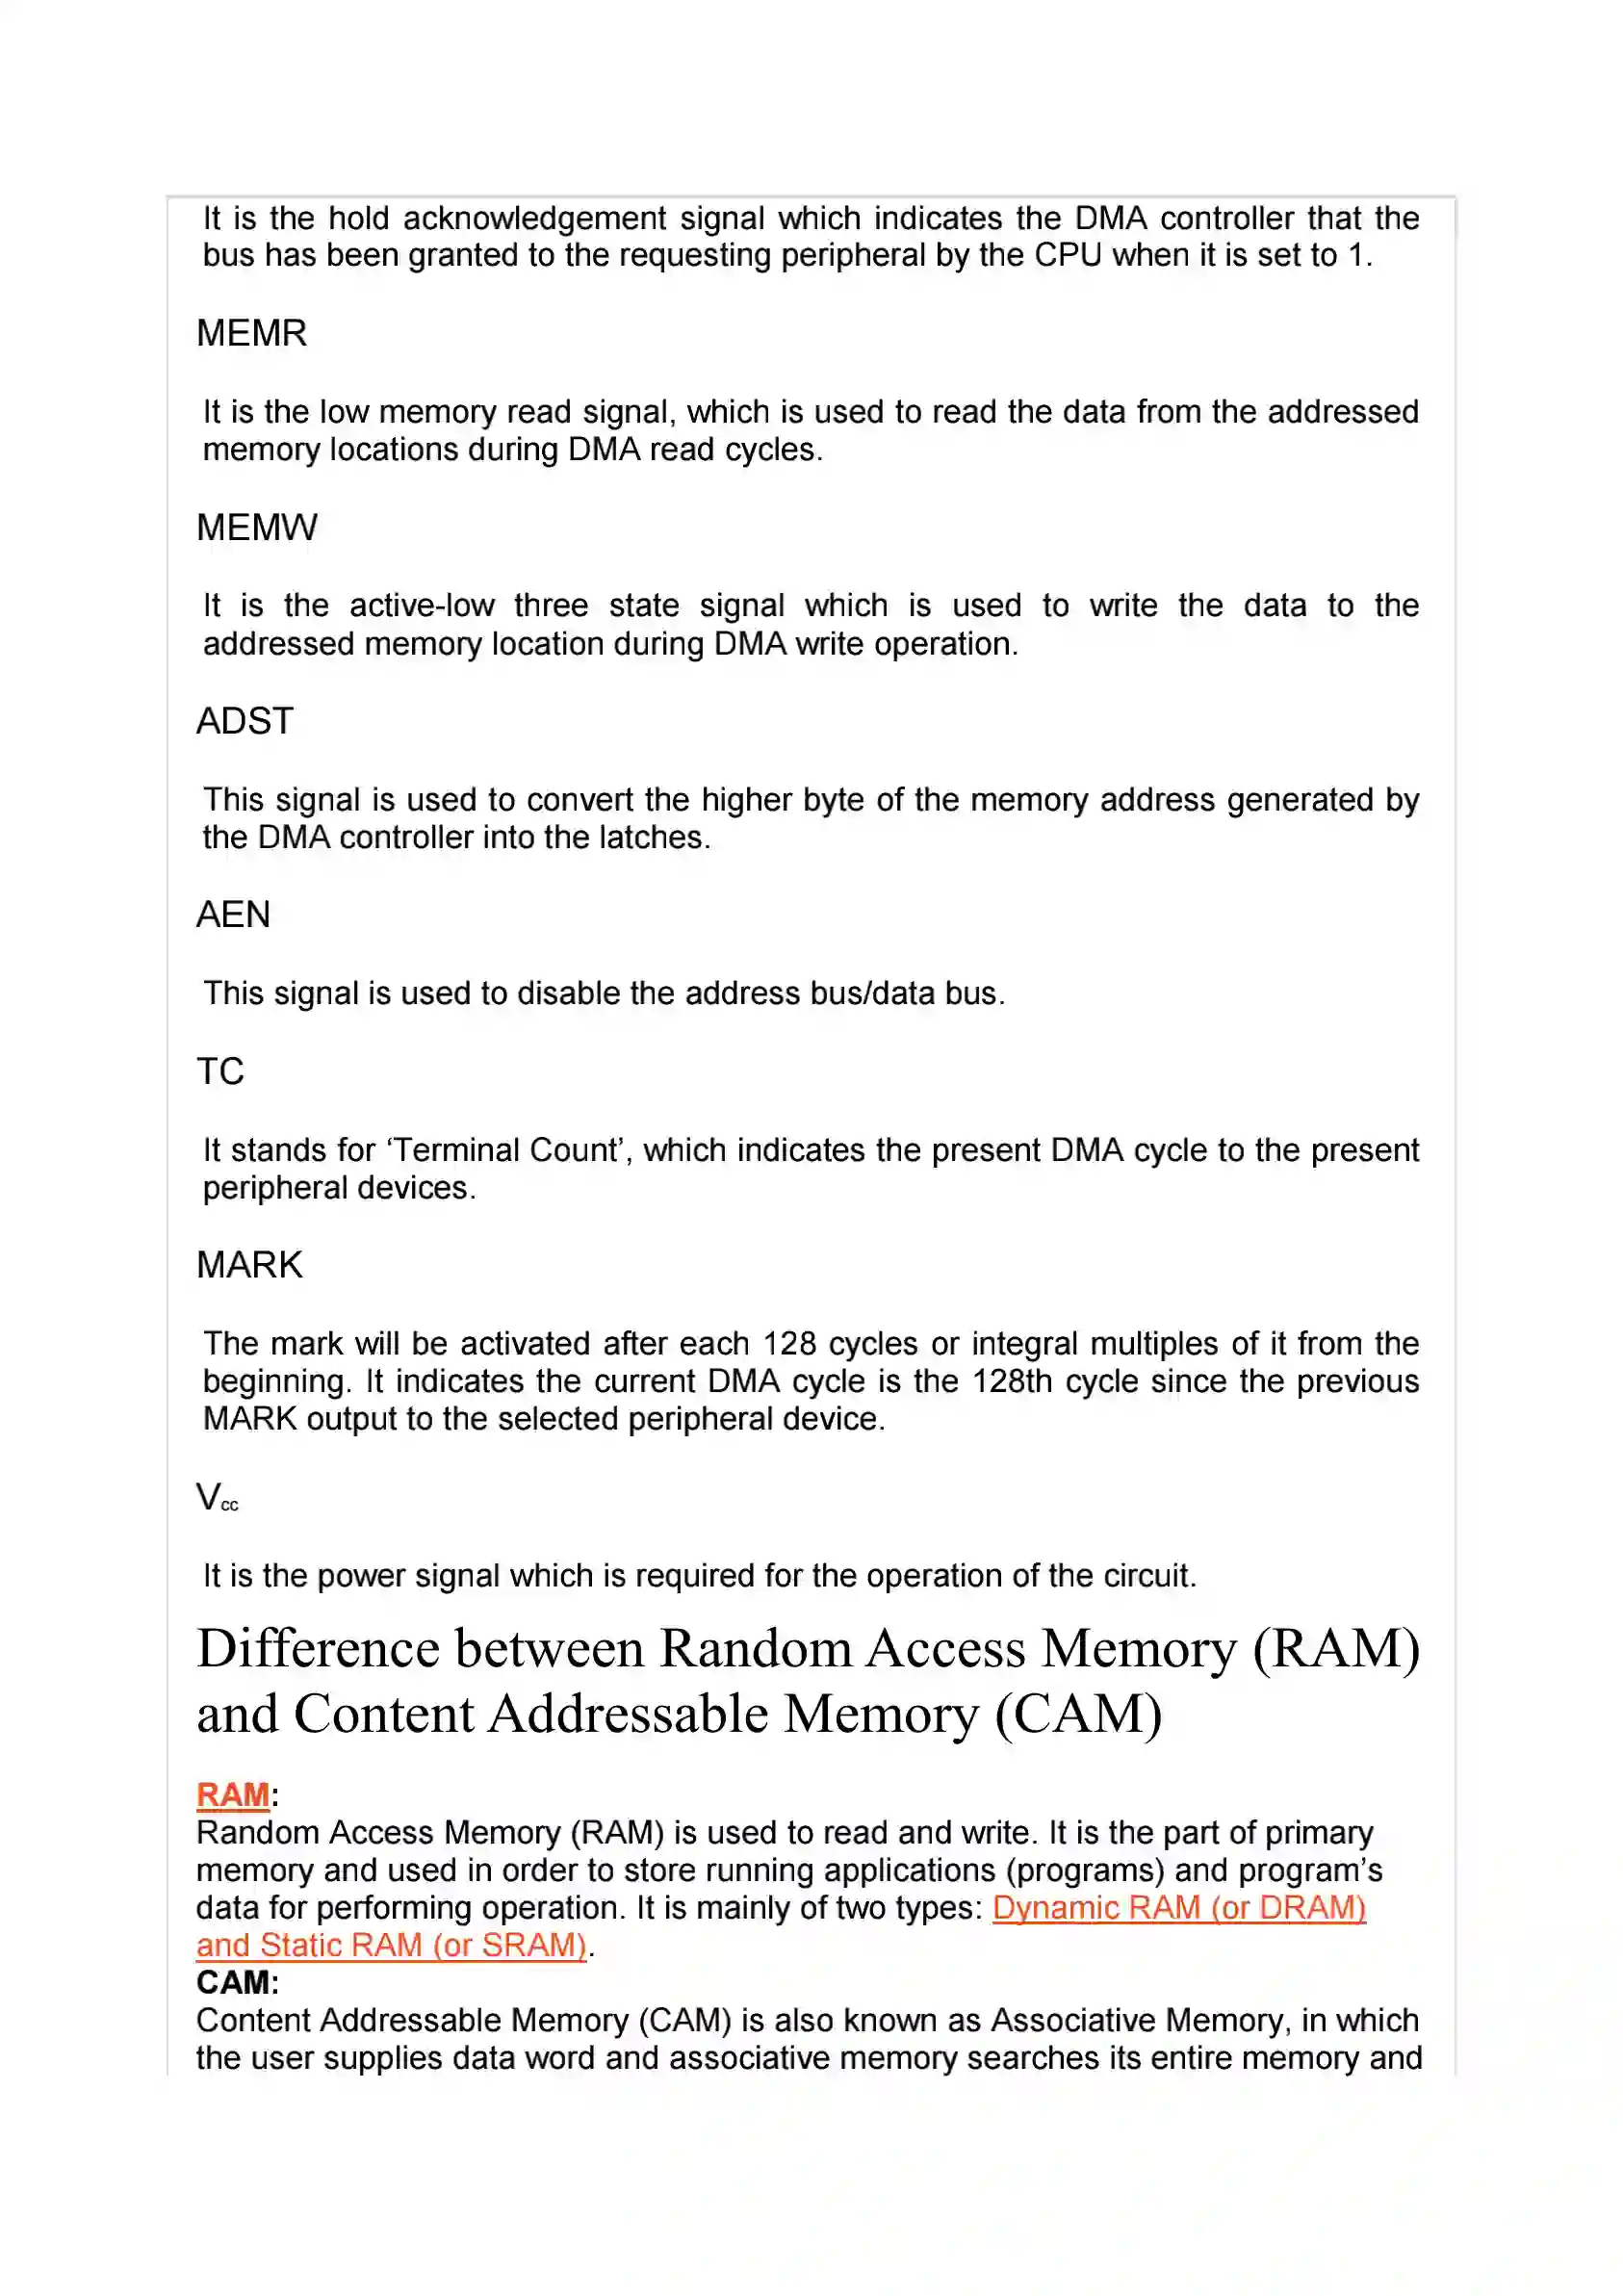 It is the hold acknowledgement signal which indicates the DMA controller that the
bus has been granted to the requesting peripheral by the CPU when it is set to 1.
MEMR
It is the low memory read signal, which is used to read the data from the addressed
memory locations during DMA read cycles.
MEMW
It is the active-low three state signal which is used to write the data to the
addressed memory location during DMA write operation.
ADST
This signal is used to convert the higher byte of the memory address generated by
the DMA controller into the latches.
AEN
This signal is used to disable the address bus/data bus.
TC
It stands for ‘Terminal Count’, which indicates the present DMA cycle to the present
peripheral devices.
MARK
The mark will be activated after each 128 cycles or integral multiples of it from the
beginning. It indicates the current DMA cycle is the 128th cycle since the previous
MARK output to the selected peripheral device.
Vcc
It is the power signal which is required for the operation of the circuit.
Difference between Random Access Memory (RAM)
and Content Addressable Memory (CAM)
RAM:
Random Access Memory (RAM) is used to read and write. It is the part of primary
memory and used in order to store running applications (programs) and program’s
data for performing operation. It is mainly of two types: Dynamic RAM (or DRAM)
and Static RAM (or SRAM).
CAM:
Content Addressable Memory (CAM) is also known as Associative Memory, in which
the user supplies data word and associative memory searches its entire memory and